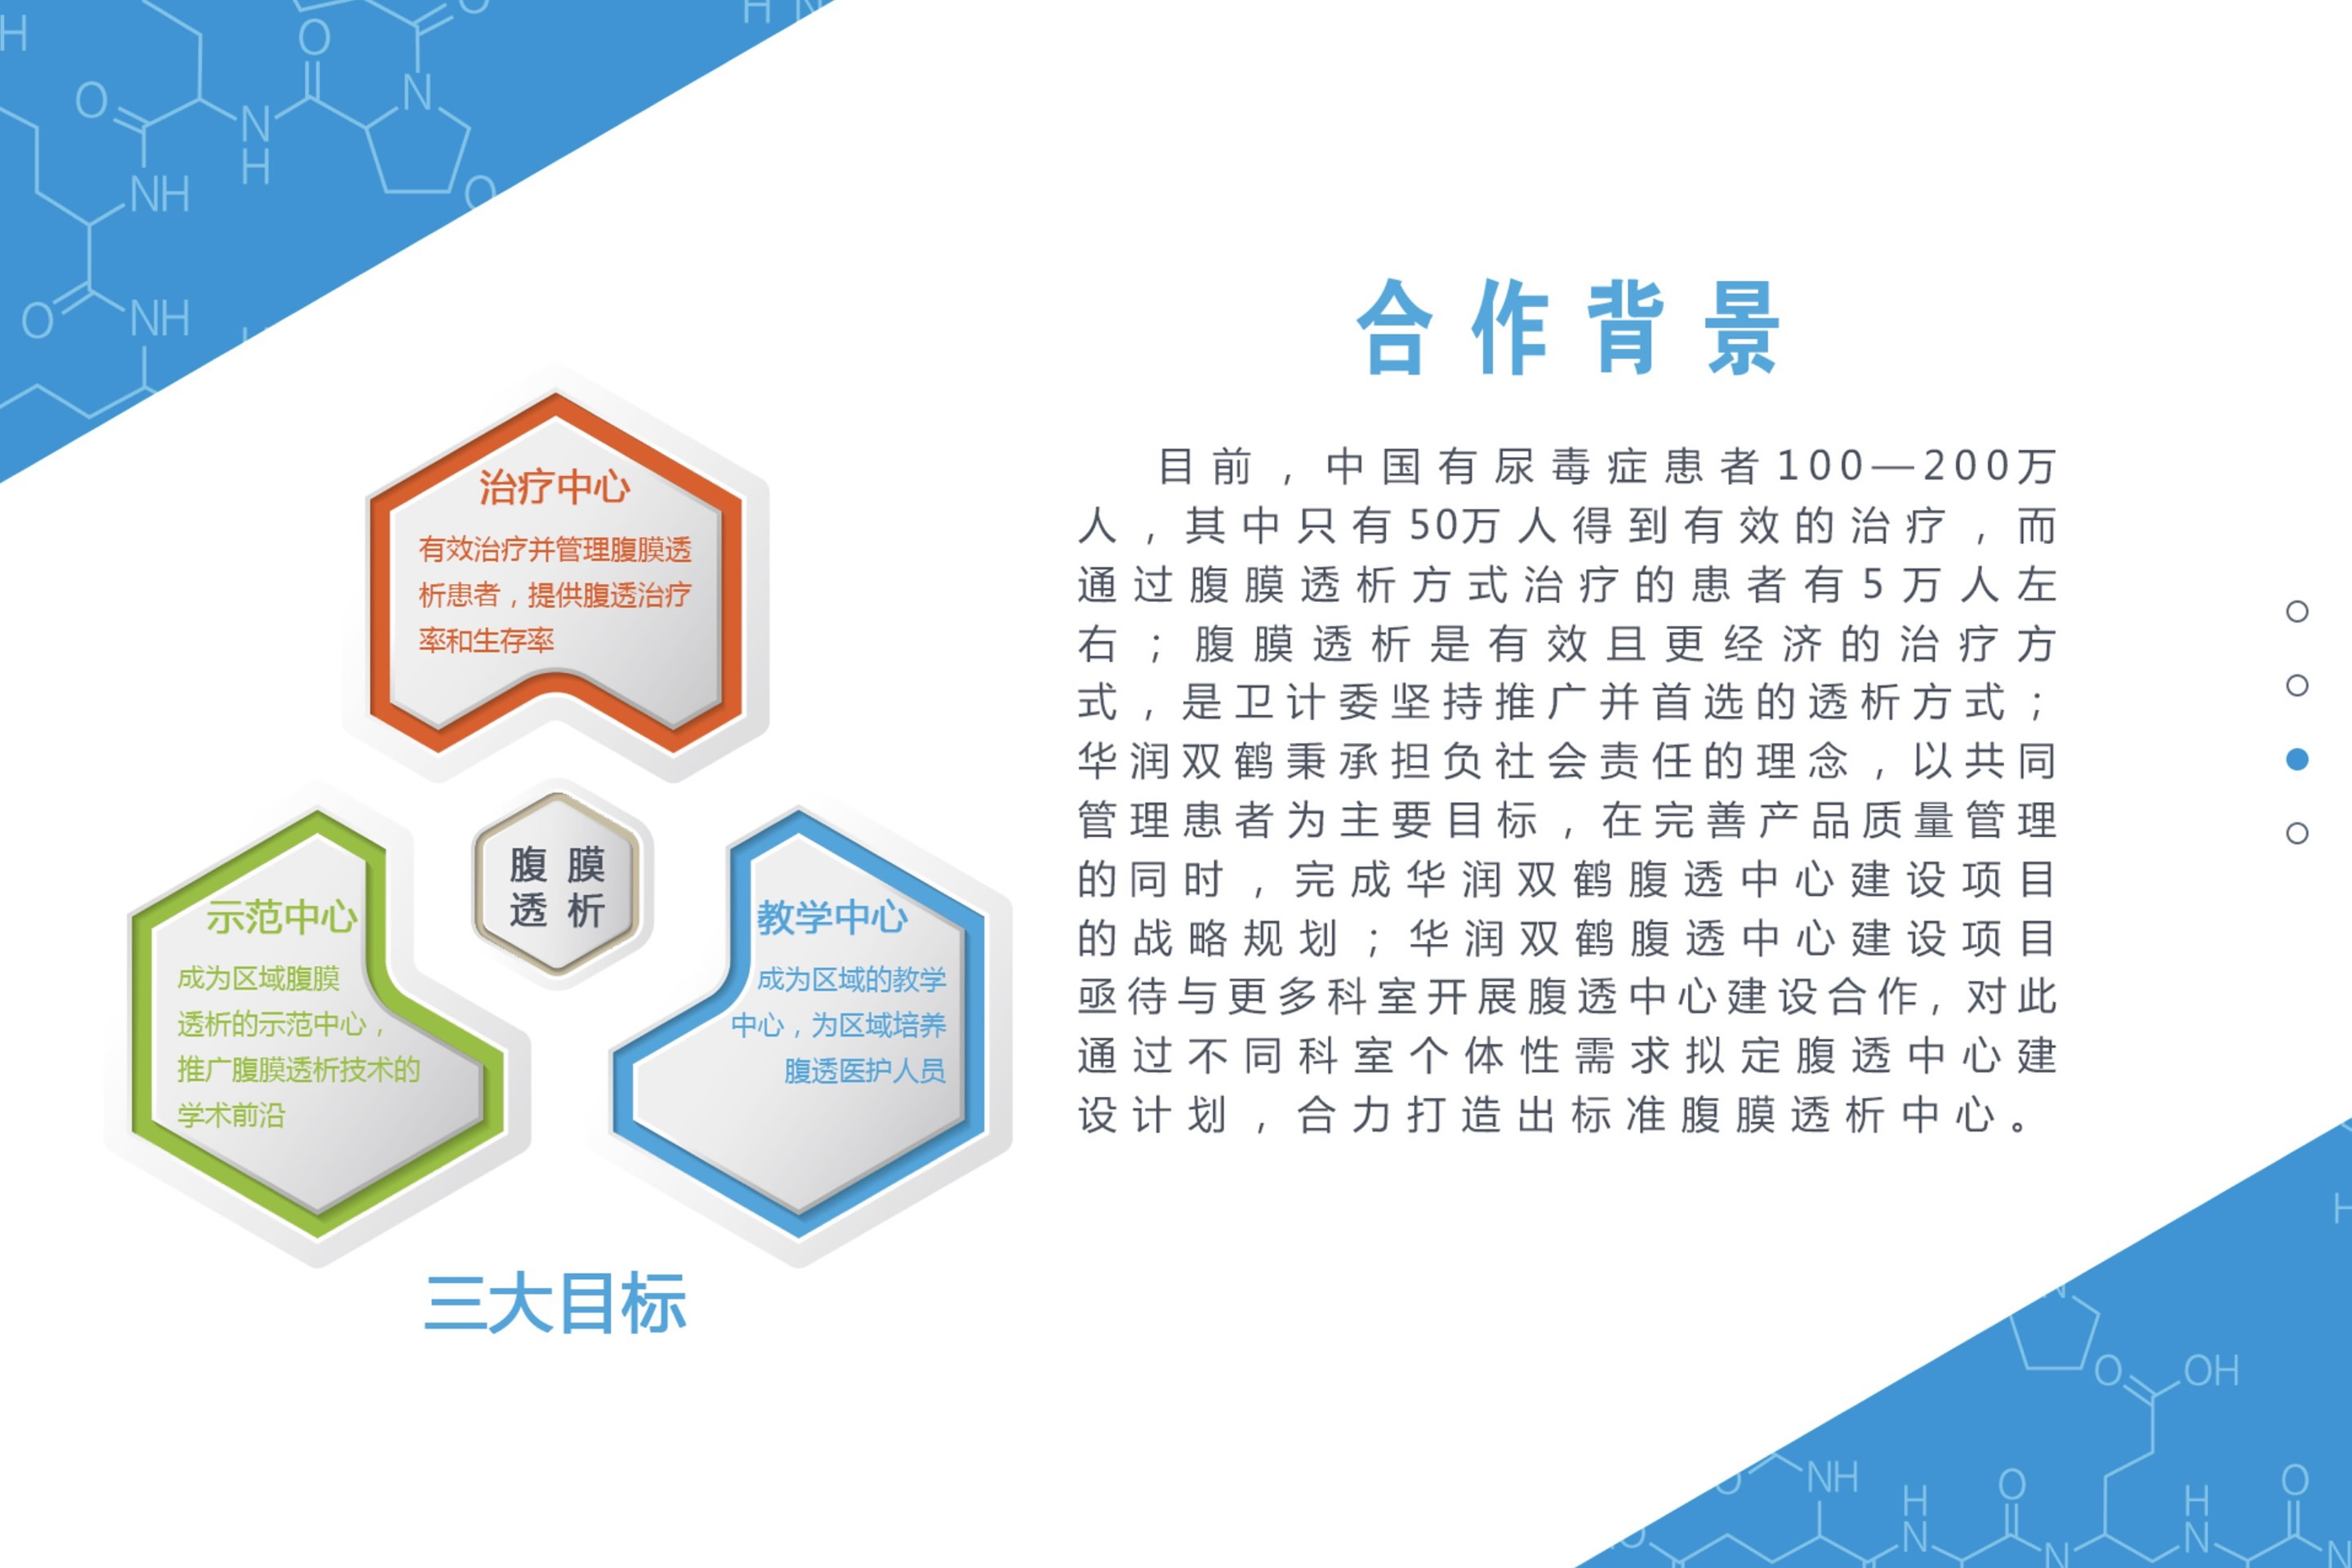 合作背景
治疗中心
有效治疗并管理腹膜透
析患者，提供腹透治疗
率和生存率
腹膜
透析
示范中心
成为区域腹膜
透析的示范中心，
推广腹膜透析技术的
学术前沿
教学中心
成为区域的教学
中心，为区域培养
腹透医护人员
三大目标
目前，中国有尿毒症患者100—200万
人，其中只有50万人得到有效的治疗，而
通过腹膜透析方式治疗的患者有5万人左
右；腹膜透析是有效且更经济的治疗方
式，是卫计委坚持推广并首选的透析方式；
华润双鹤秉承担负社会责任的理念，以共同
管理患者为主要目标，在完善产品质量管理
的同时，完成华润双鹤腹透中心建设项目
的战略规划；华润双鹤腹透中心建设项目
亟待与更多科室开展腹透中心建设合作，对此
通过不同科室个体性需求拟定腹透中心建
设计划，合力打造出标准腹膜透析中心。
H
O
O
N
O
N
H
NH
O
NH
O
H
N
H
O
OH
NH
H
N
O
N
H
N
O
N